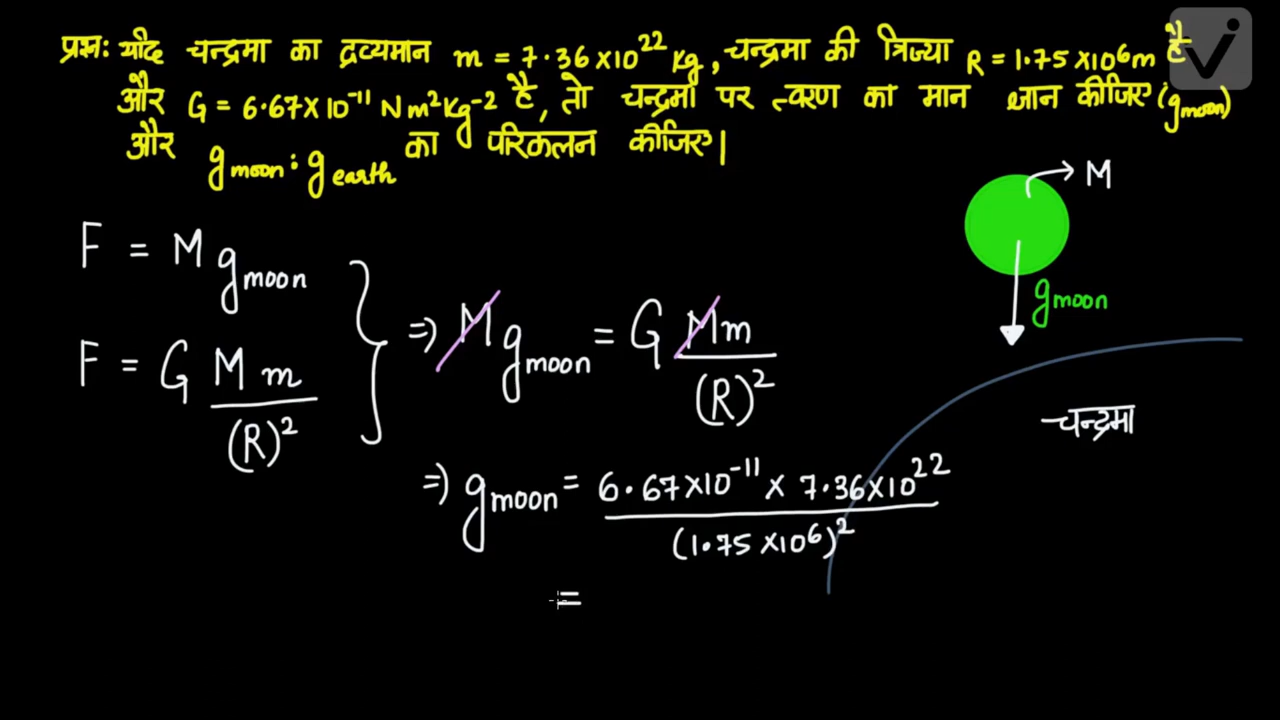 प्रश्न: यदि चन्द्रमा का द्रव्यमान m = 7.36×10²² Kg, चन्द्रमा की त्रिज्या R = 1.75×10⁶m है
और G = 6.67×10⁻¹¹ Nm²Kg⁻² है, तो चन्द्रमा पर त्वरण का मान ज्ञात कीजिए (gmoon)
और gmoon : gearth का परिकलन कीजिए।
M
F = M gmoon
gmoon
⇒ M gmoon = G Mm / (R)²
F = G M m / (R)²
चन्द्रमा
⇒ gmoon = 6.67×10⁻¹¹ × 7.36×10²² / (1.75×10⁶)²
=